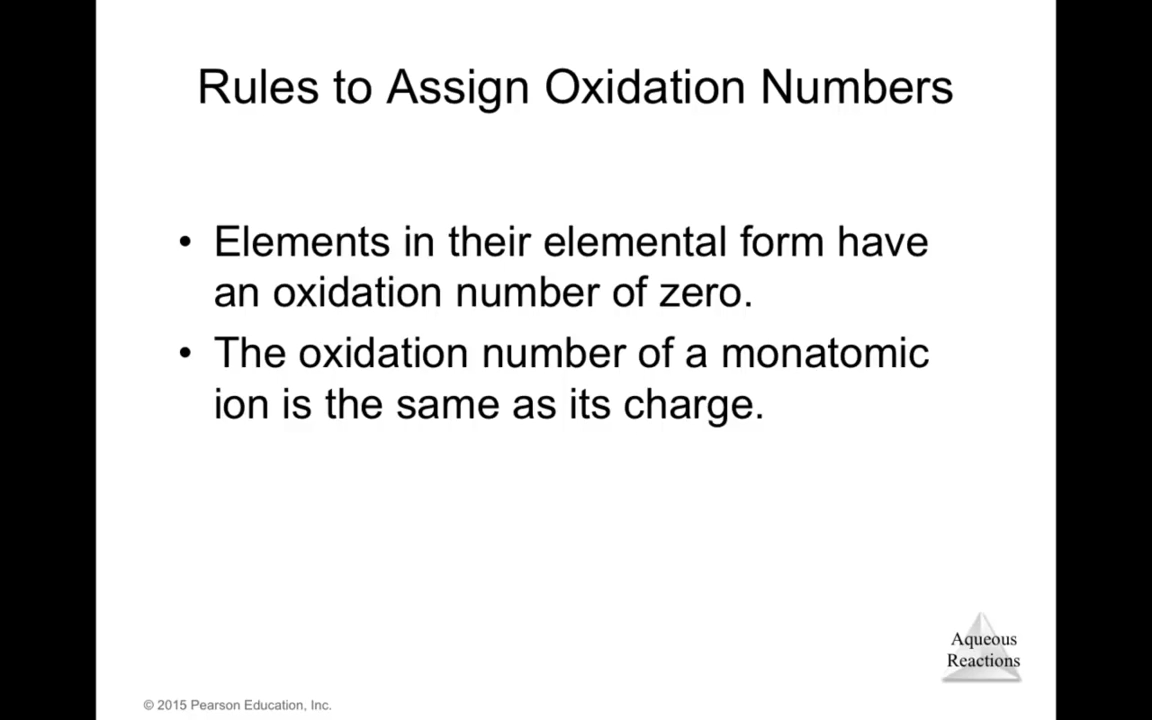 Rules to Assign Oxidation Numbers
• Elements in their elemental form have
an oxidation number of zero.
• The oxidation number of a monatomic
ion is the same as its charge.
Aqueous
Reactions
© 2015 Pearson Education, Inc.